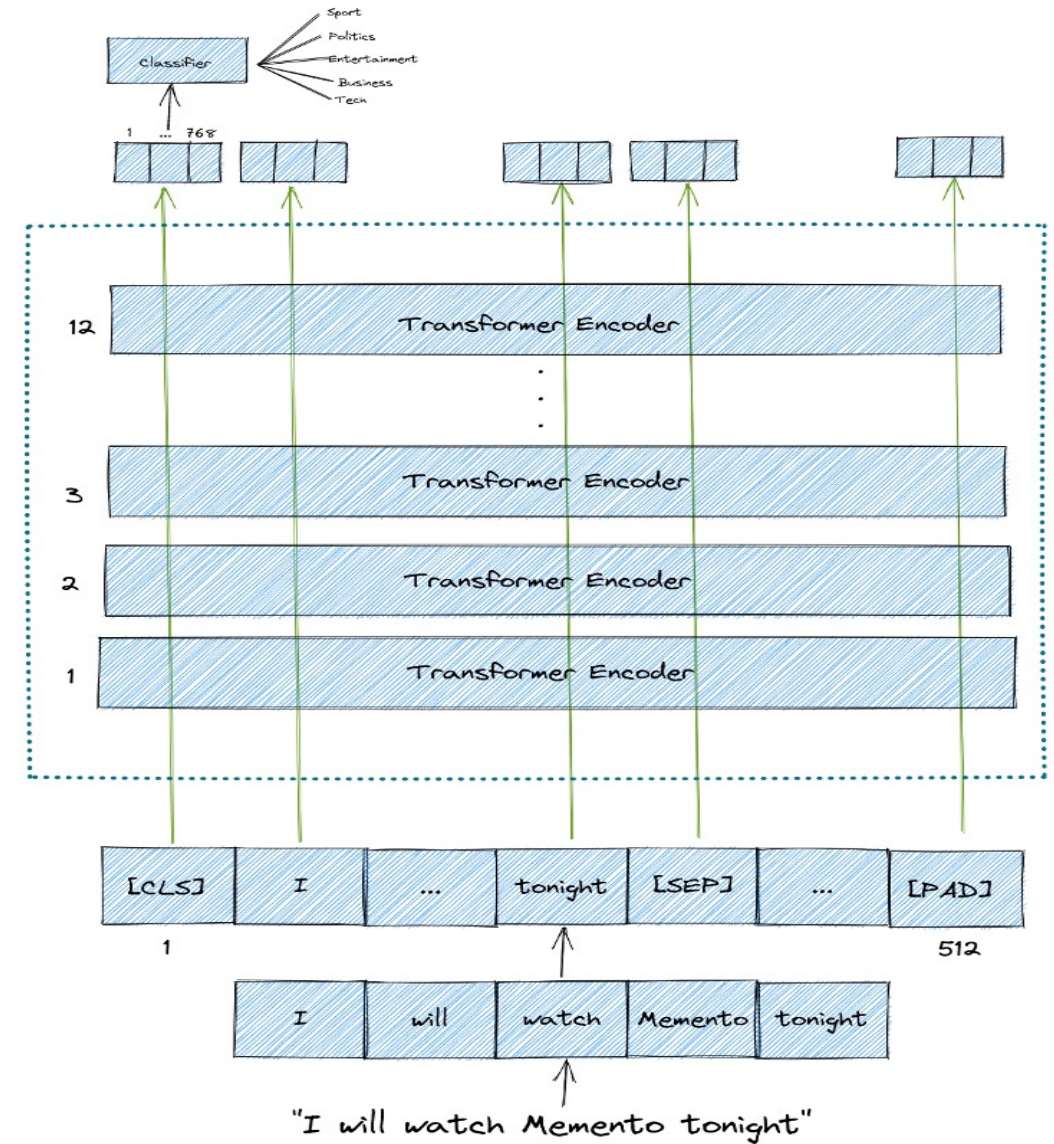 Sport
Politics
Classifier
Entertainment
Business
Tech
1 ... 768
12 Transformer Encoder
.
.
.
3 Transformer Encoder
2 Transformer Encoder
1 Transformer Encoder
[CLS] I ... tonight [SEP] ... [PAD]
1 512
I will watch Memento tonight
"I will watch Memento tonight"